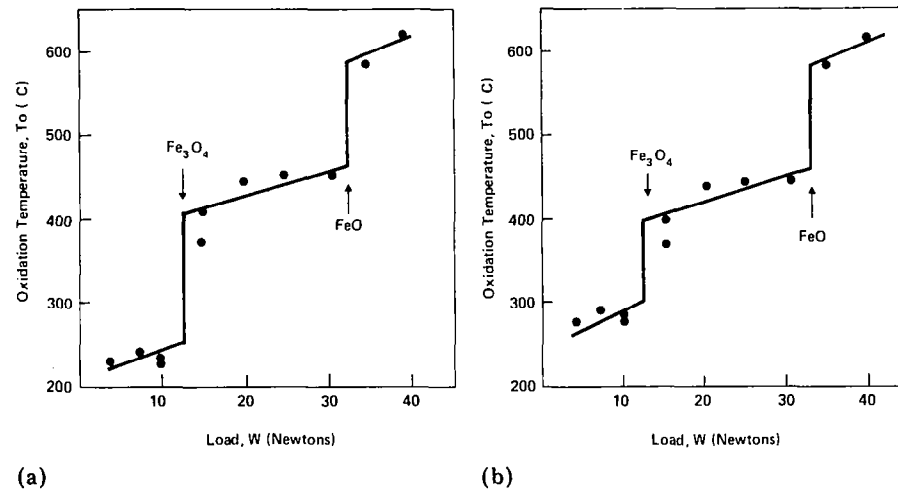 (a)
Oxidation Temperature, To ( C)
600
500
400
300
200
Fe₃O₄
FeO
10 20 30 40
Load, W (Newtons)
(b)
Oxidation Temperature, To (°C)
600
500
400
300
200
Fe₃O₄
FeO
10 20 30 40
Load, W (Newtons)